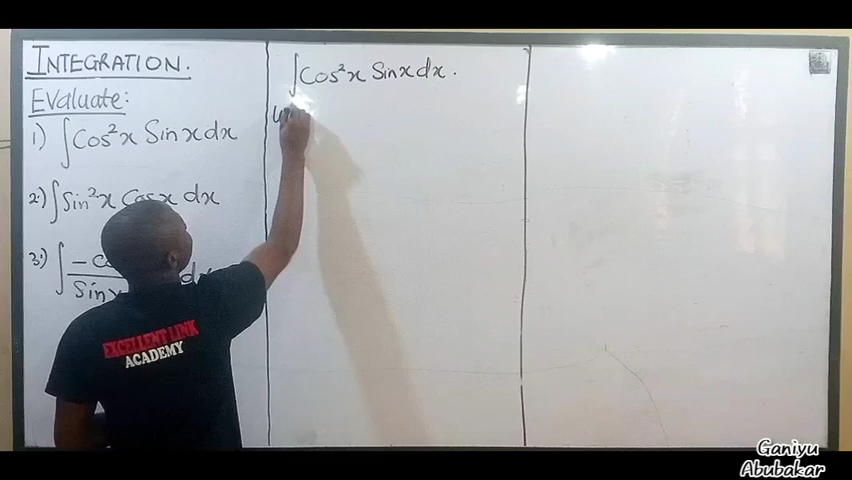 INTEGRATION.
Evaluate:
1) ∫Cos²x Sinx dx
2.) ∫Sin²x Cosx dx
3.) ∫
∫Cos²x Sinx dx.
EXCELLENT LINK
ACADEMY
Ganiyu
Abubakar